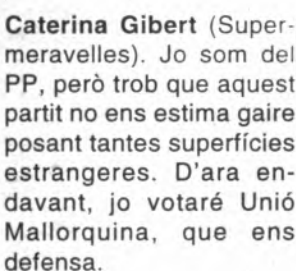 Caterina Gibert (Super-
meravelles). Jo som del
PP, però trob que aquest
partit no ens estima gaire
posant tantes superfícies
estrangeres. D'ara en-
davant, jo votaré Unió
Mallorquina, que ens
defensa.